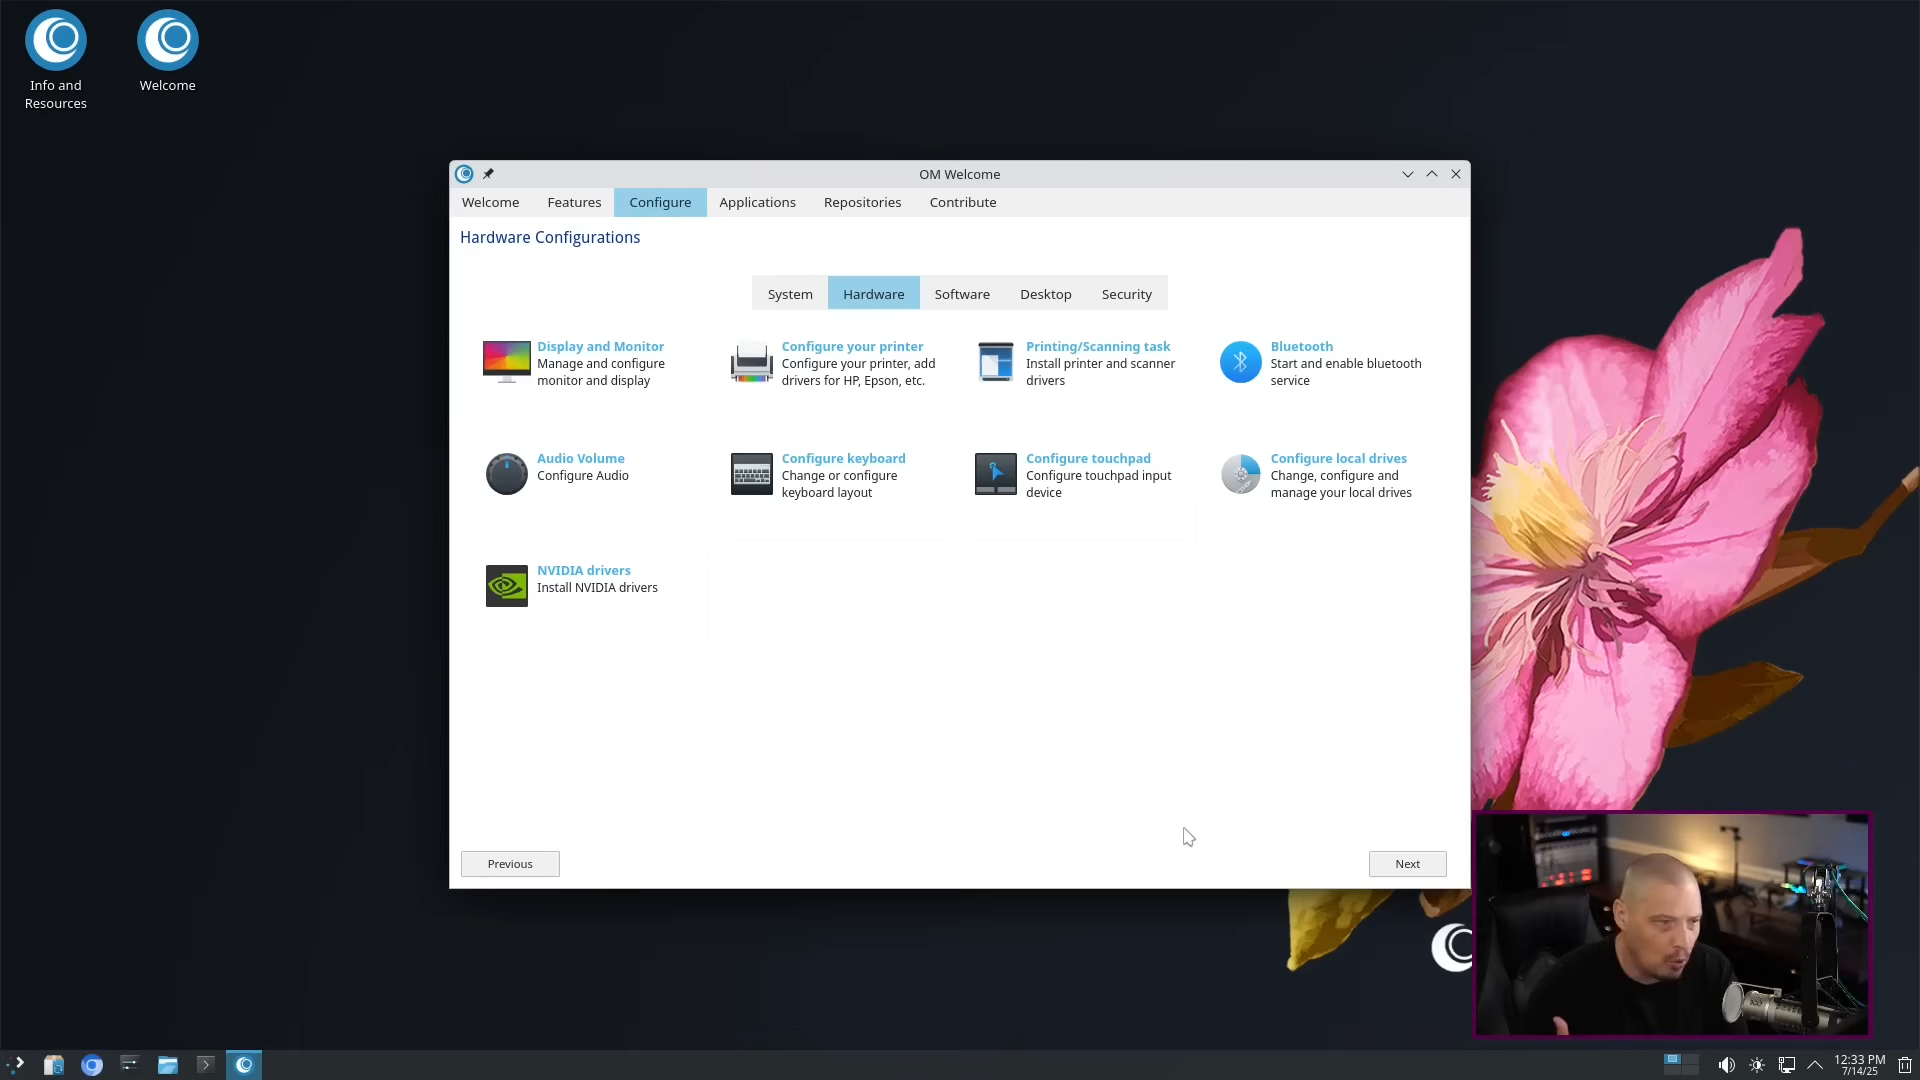 Info and
Resources
Welcome
OM Welcome
Welcome
Features
Configure
Applications
Repositories
Contribute
Hardware Configurations
System
Hardware
Software
Desktop
Security
Display and Monitor
Manage and configure
monitor and display
Configure your printer
Configure your printer, add
drivers for HP, Epson, etc.
Printing/Scanning task
Install printer and scanner
drivers
Bluetooth
Start and enable bluetooth
service
Audio Volume
Configure Audio
Configure keyboard
Change or configure
keyboard layout
Configure touchpad
Configure touchpad input
device
Configure local drives
Change, configure and
manage your local drives
NVIDIA drivers
Install NVIDIA drivers
Previous
Next
12:33 PM
7/14/25